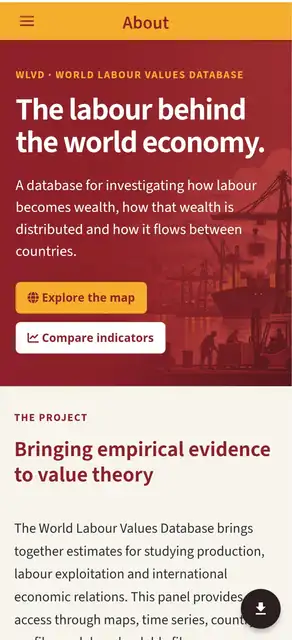 About
WLVD · WORLD LABOUR VALUES DATABASE
The labour behind
the world economy.
A database for investigating how labour
becomes wealth, how that wealth is
distributed and how it flows between
countries.
Explore the map
Compare indicators
THE PROJECT
Bringing empirical evidence
to value theory
The World Labour Values Database brings
together estimates for studying production,
labour exploitation and international
economic relations. This panel provides
access through maps, time series,